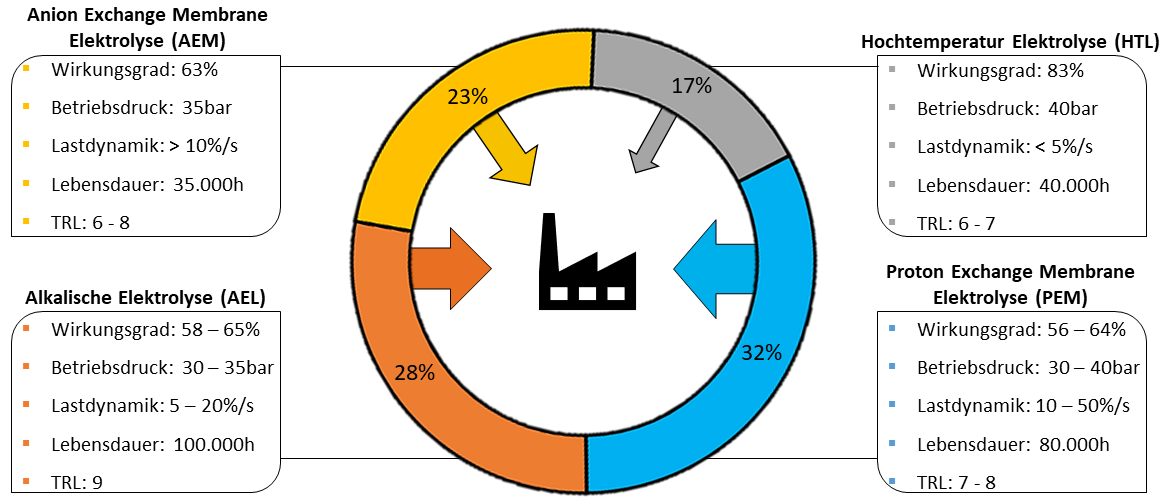 Anion Exchange Membrane
Elektrolyse (AEM)
Wirkungsgrad: 63%
Betriebsdruck: 35bar
Lastdynamik: > 10%/s
Lebensdauer: 35.000h
TRL: 6 - 8
Hochtemperatur Elektrolyse (HTL)
Wirkungsgrad: 83%
Betriebsdruck: 40bar
Lastdynamik: < 5%/s
Lebensdauer: 40.000h
TRL: 6 - 7
23%
17%
28%
32%
Alkalische Elektrolyse (AEL)
Wirkungsgrad: 58 – 65%
Betriebsdruck: 30 – 35bar
Lastdynamik: 5 – 20%/s
Lebensdauer: 100.000h
TRL: 9
Proton Exchange Membrane
Elektrolyse (PEM)
Wirkungsgrad: 56 – 64%
Betriebsdruck: 30 – 40bar
Lastdynamik: 10 – 50%/s
Lebensdauer: 80.000h
TRL: 7 - 8